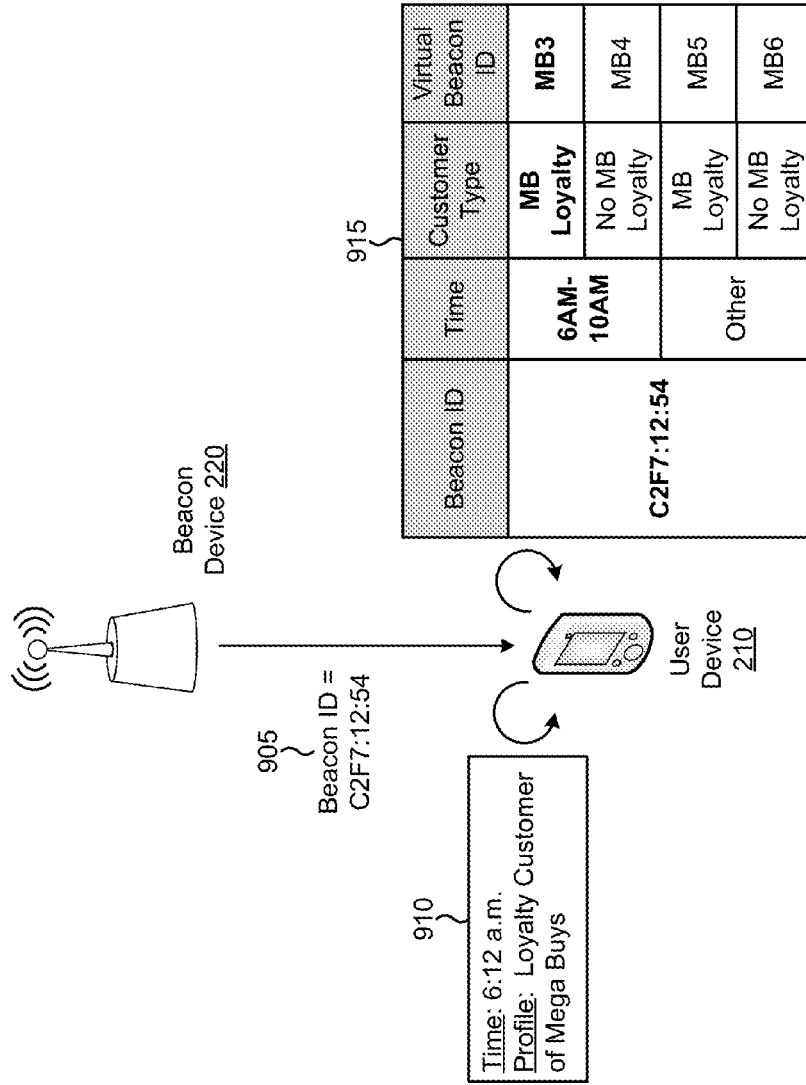 Beacon
Device 220
905
Beacon ID =
C2F7:12:54
910
Time: 6:12 a.m.
Profile: Loyalty Customer
of Mega Buys
User
Device
210
915
Beacon ID
Time
Customer
Type
Virtual
Beacon
ID
C2F7:12:54
6AM-
10AM
MB
Loyalty
MB3
No MB
Loyalty
MB4
Other
MB
Loyalty
MB5
No MB
Loyalty
MB6